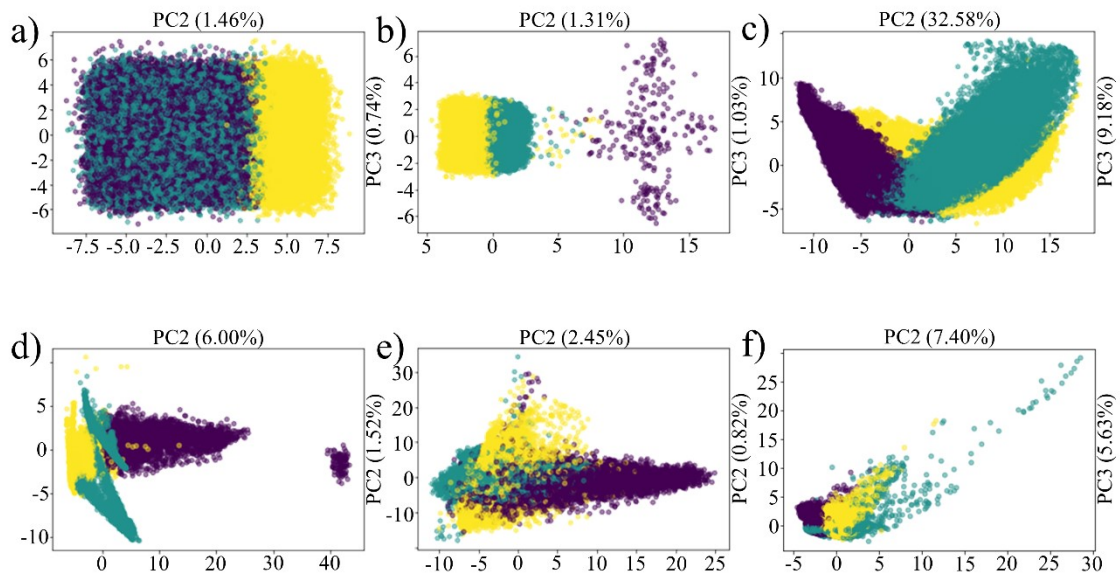 a) PC2 (1.46%)
6
4
2
0
-2
-4
-6
-7.5 -5.0 -2.5 0.0 2.5 5.0 7.5
PC3 (0.74%)
b) PC2 (1.31%)
6
4
2
0
-2
-4
-6
5 0 5 10 15
PC3 (1.03%)
c) PC2 (32.58%)
10
5
0
-5
-10 -5 0 5 10 15
PC3 (9.18%)
d) PC2 (6.00%)
5
0
-5
-10
0 10 20 30 40
PC2 (1.52%)
e) PC2 (2.45%)
30
20
10
0
-10
-10 -5 0 5 10 15 20 25
PC2 (0.82%)
f) PC2 (7.40%)
25
20
15
10
5
0
-5 0 5 10 15 20 25 30
PC3 (5.63%)